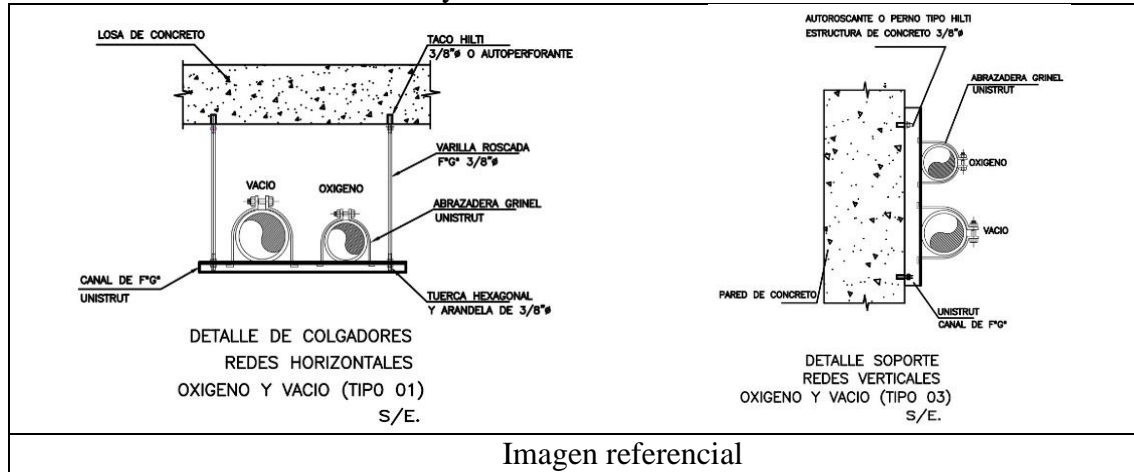 LOSA DE CONCRETO
TACO HILTI
3/8"ø O AUTOPERFORANTE
VARILLA ROSCADA
F°G° 3/8"ø
VACIO
OXIGENO
ABRAZADERA GRINEL
UNISTRUT
CANAL DE F°G°
UNISTRUT
TUERCA HEXAGONAL
Y ARANDELA DE 3/8"ø
DETALLE DE COLGADORES
REDES HORIZONTALES
OXIGENO Y VACIO (TIPO 01)
S/E.
AUTOROSCANTE O PERNO TIPO HILTI
ESTRUCTURA DE CONCRETO 3/8"ø
ABRAZADERA GRINEL
UNISTRUT
OXIGENO
VACIO
PARED DE CONCRETO
UNISTRUT
CANAL DE F°G°
DETALLE SOPORTE
REDES VERTICALES
OXIGENO Y VACIO (TIPO 03)
S/E.
Imagen referencial